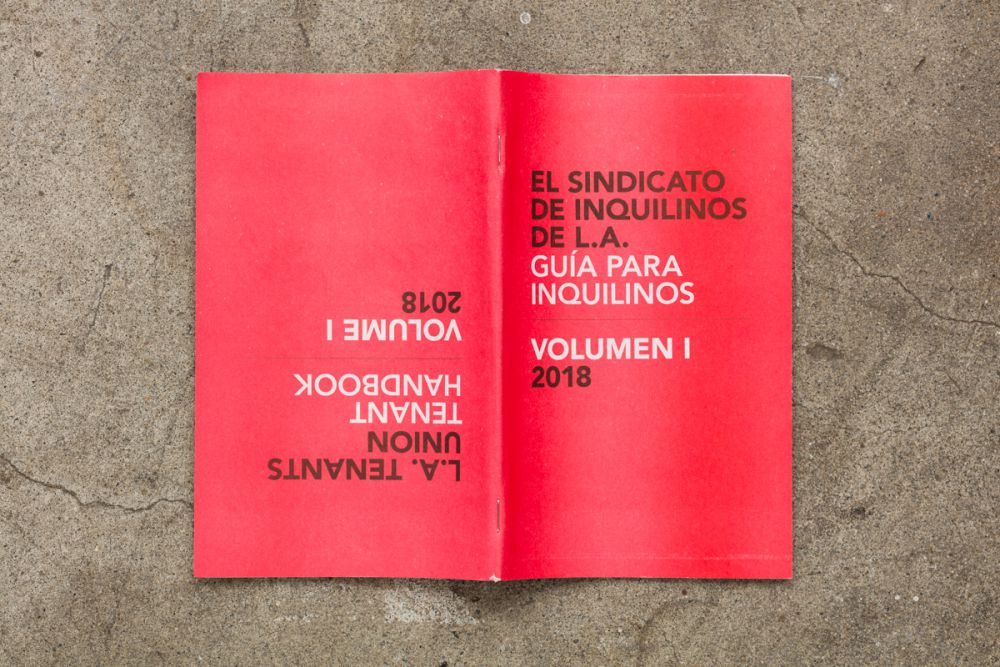 EL SINDICATO
DE INQUILINOS
DE L.A.
GUÍA PARA
INQUILINOS
VOLUMEN I
2018
L.A. TENANTS
UNION
TENANT
HANDBOOK
VOLUME I
2018